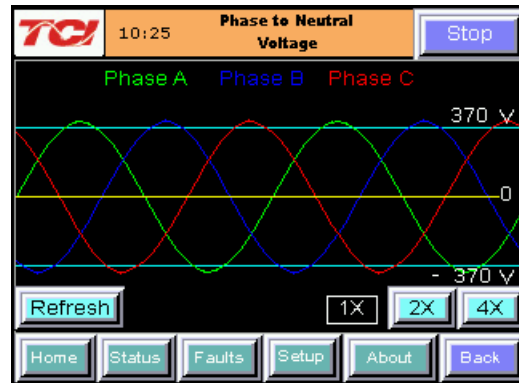 TCI 10:25 Phase to Neutral Voltage Stop
Phase A Phase B Phase C
370 V
0
- 370 V
Refresh 1X 2X 4X
Home Status Faults Setup About Back